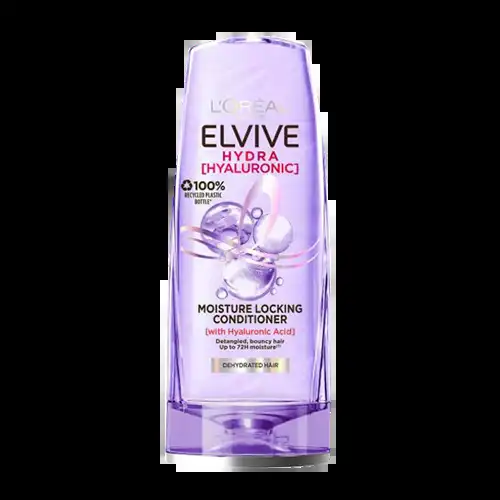 L'ORÉAL
ELVIVE
HYDRA
[HYALURONIC]
100%
RECYCLED PLASTIC
BOTTLE*
MOISTURE LOCKING
CONDITIONER
[with Hyaluronic Acid]
Detangled, bouncy hair
Up to 72H moisture
DEHYDRATED HAIR